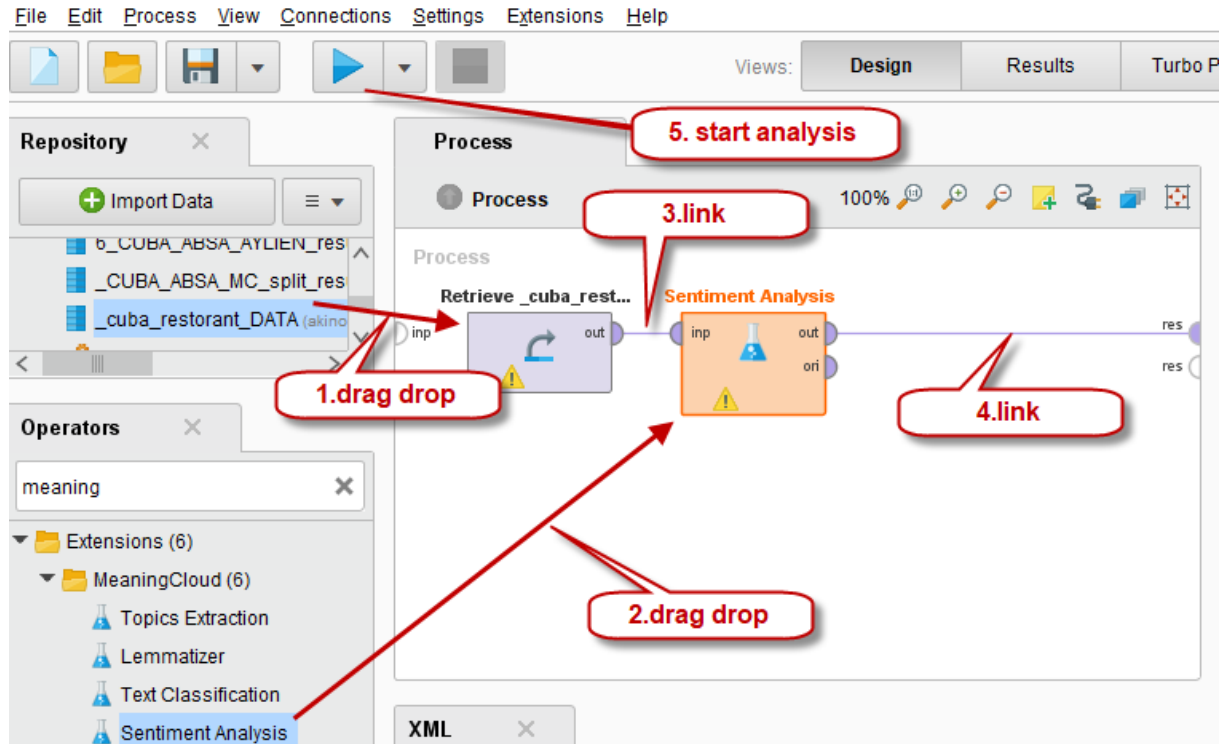 File Edit Process View Connections Settings Extensions Help
Views: Design Results Turbo P
5. start analysis
Repository
Process
Import Data
Process
100%
3.link
6_CUBA_ABSA_AYLIEN_res
_CUBA_ABSA_MC_split_res
_cuba_restorant_DATA (akino
Process
Retrieve _cuba_rest...
Sentiment Analysis
inp
out
inp
out
ori
res
res
1.drag drop
4.link
Operators
meaning
Extensions (6)
MeaningCloud (6)
2.drag drop
Topics Extraction
Lemmatizer
Text Classification
Sentiment Analysis
XML